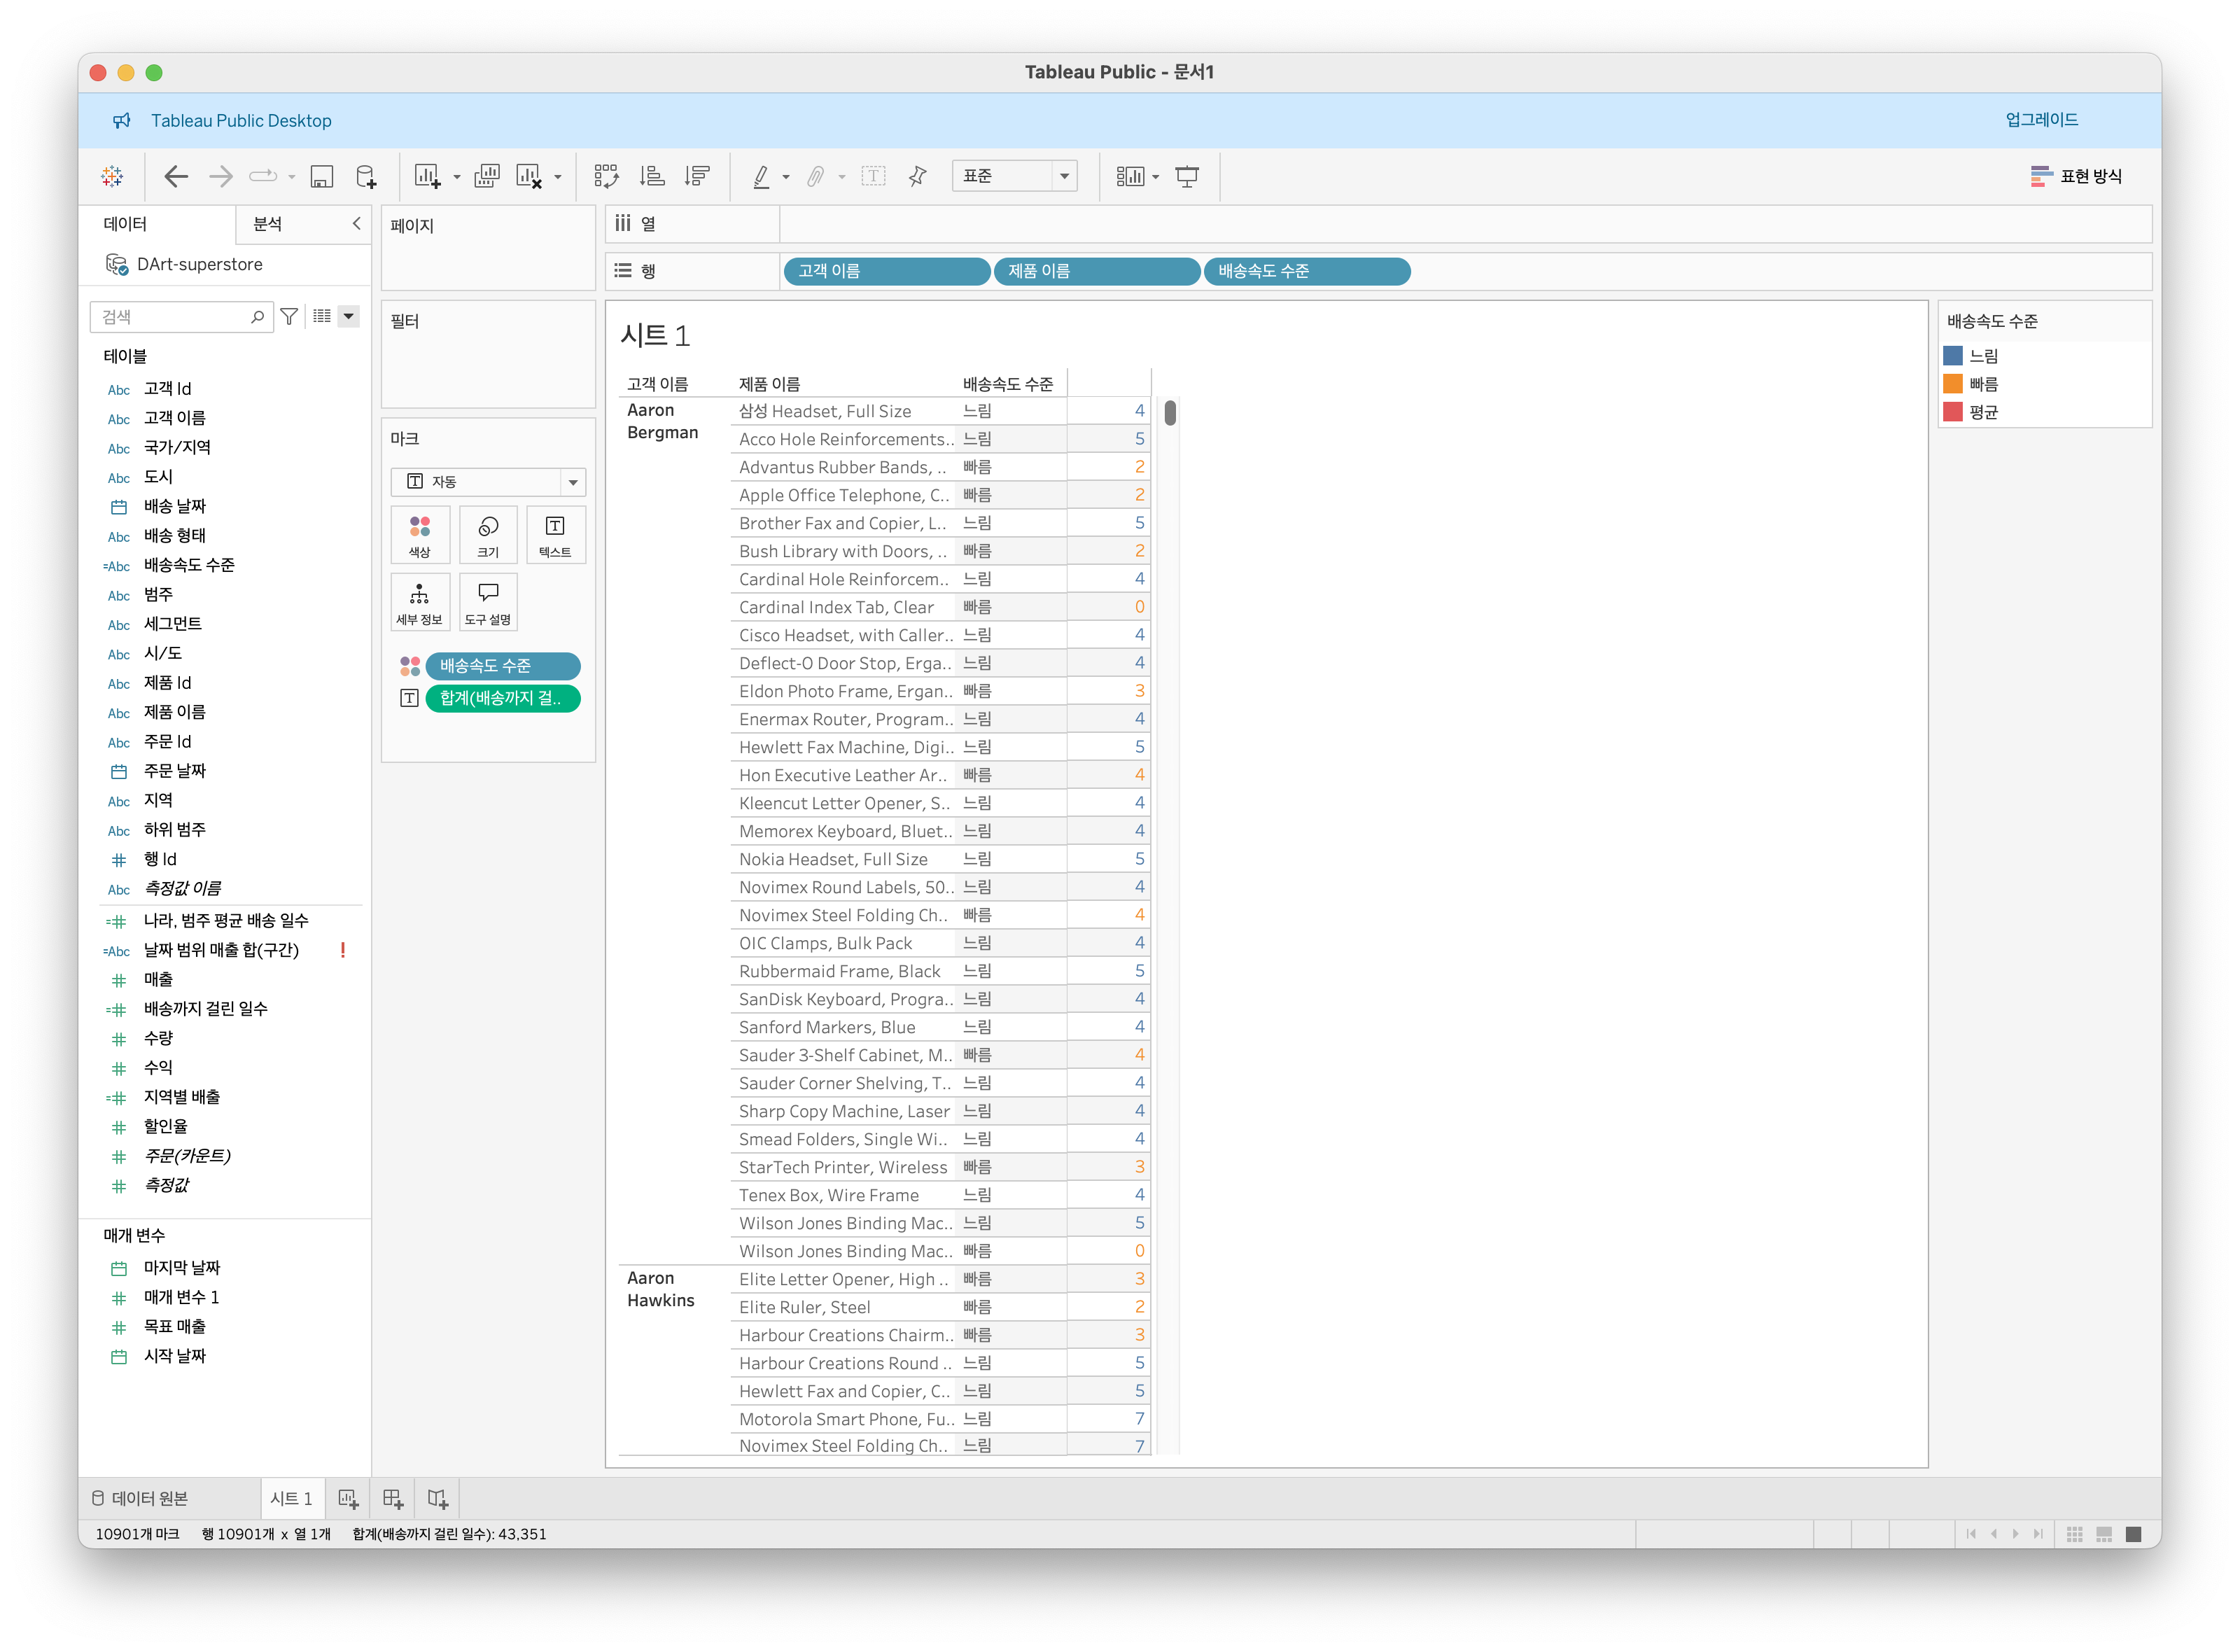 Tableau Public - 문서1
Tableau Public Desktop
업그레이드
표준
표현 방식
데이터
분석
DArt-superstore
검색
테이블
Abc 고객 Id
Abc 고객 이름
Abc 국가/지역
Abc 도시
배송 날짜
Abc 배송 형태
=Abc 배송속도 수준
Abc 범주
Abc 세그먼트
Abc 시/도
Abc 제품 Id
Abc 제품 이름
Abc 주문 Id
주문 날짜
Abc 지역
Abc 하위 범주
# 행 Id
Abc 측정값 이름
=# 나라, 범주 평균 배송 일수
=Abc 날짜 범위 매출 합(구간) !
# 매출
=# 배송까지 걸린 일수
# 수량
# 수익
=# 지역별 배출
# 할인율
# 주문(카운트)
# 측정값
매개 변수
마지막 날짜
# 매개 변수 1
# 목표 매출
시작 날짜
페이지
필터
마크
자동
색상
크기
텍스트
세부 정보
도구 설명
배송속도 수준
합계(배송까지 걸..
열
행
고객 이름
제품 이름
배송속도 수준
시트 1
고객 이름 제품 이름 배송속도 수준
Aaron Bergman 삼성 Headset, Full Size 느림 4
Acco Hole Reinforcements.. 느림 5
Advantus Rubber Bands, .. 빠름 2
Apple Office Telephone, C.. 빠름 2
Brother Fax and Copier, L.. 느림 5
Bush Library with Doors, .. 빠름 2
Cardinal Hole Reinforcem.. 느림 4
Cardinal Index Tab, Clear 빠름 0
Cisco Headset, with Caller.. 느림 4
Deflect-O Door Stop, Erga.. 느림 4
Eldon Photo Frame, Ergan.. 빠름 3
Enermax Router, Program.. 느림 4
Hewlett Fax Machine, Digi.. 느림 5
Hon Executive Leather Ar.. 빠름 4
Kleencut Letter Opener, S.. 느림 4
Memorex Keyboard, Bluet.. 느림 4
Nokia Headset, Full Size 느림 5
Novimex Round Labels, 50.. 느림 4
Novimex Steel Folding Ch.. 빠름 4
OIC Clamps, Bulk Pack 느림 4
Rubbermaid Frame, Black 느림 5
SanDisk Keyboard, Progra.. 느림 4
Sanford Markers, Blue 느림 4
Sauder 3-Shelf Cabinet, M.. 빠름 4
Sauder Corner Shelving, T.. 느림 4
Sharp Copy Machine, Laser 느림 4
Smead Folders, Single Wi.. 느림 4
StarTech Printer, Wireless 빠름 3
Tenex Box, Wire Frame 느림 4
Wilson Jones Binding Mac.. 느림 5
Wilson Jones Binding Mac.. 빠름 0
Aaron Hawkins Elite Letter Opener, High .. 빠름 3
Elite Ruler, Steel 빠름 2
Harbour Creations Chairm.. 빠름 3
Harbour Creations Round .. 느림 5
Hewlett Fax and Copier, C.. 느림 5
Motorola Smart Phone, Fu.. 느림 7
Novimex Steel Folding Ch.. 느림 7
배송속도 수준
느림
빠름
평균
데이터 원본
시트 1
10901개 마크 행 10901개 x 열 1개 합계(배송까지 걸린 일수): 43,351